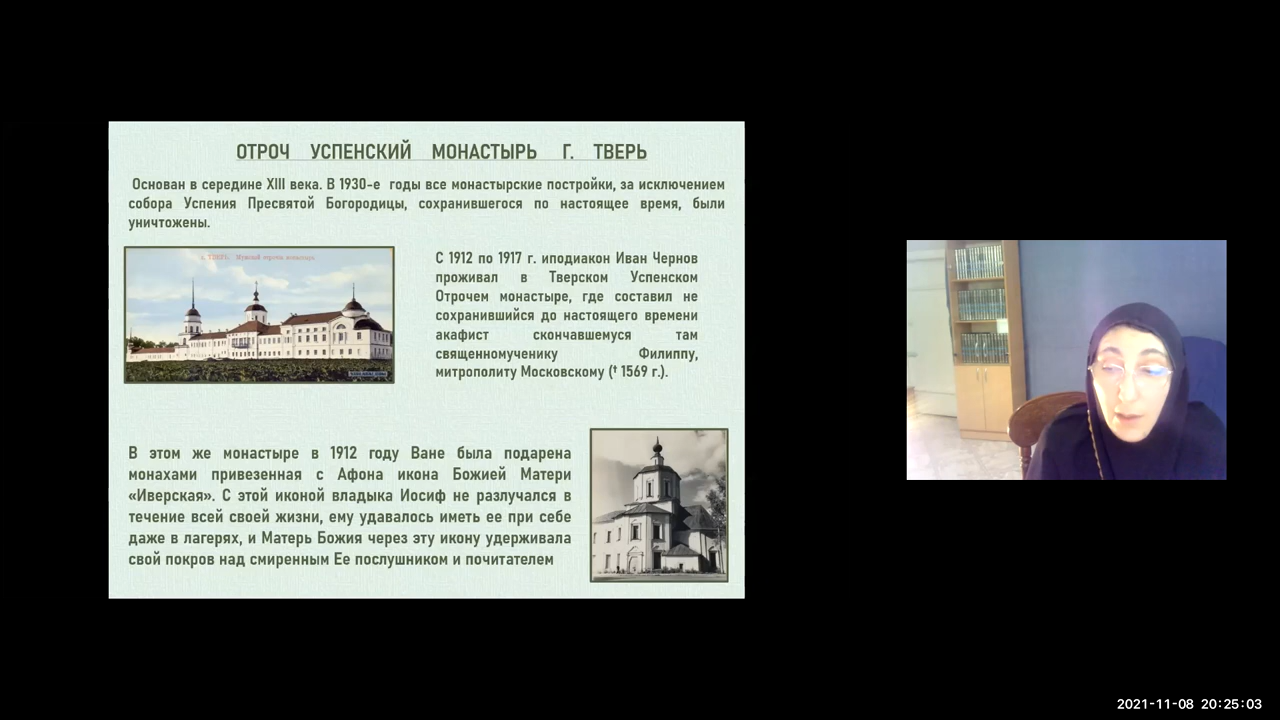 ОТРОЧ УСПЕНСКИЙ МОНАСТЫРЬ Г. ТВЕРЬ
Основан в середине XIII века. В 1930-е годы все монастырские постройки, за исключением
собора Успения Пресвятой Богородицы, сохранившегося по настоящее время, были
уничтожены.
г. ТВЕРЬ. Мужской отрочь монастырь.
С 1912 по 1917 г. иподиакон Иван Чернов
проживал в Тверском Успенском
Отрочем монастыре, где составил не
сохранившийся до настоящего времени
акафист скончавшемуся там
священномученику Филиппу,
митрополиту Московскому († 1569 г.).
В этом же монастыре в 1912 году Ване была подарена
монахами привезенная с Афона икона Божией Матери
«Иверская». С этой иконой владыка Иосиф не разлучался в
течение всей своей жизни, ему удавалось иметь ее при себе
даже в лагерях, и Матерь Божия через эту икону удерживала
свой покров над смиренным Ее послушником и почитателем
2021-11-08 20:25:03